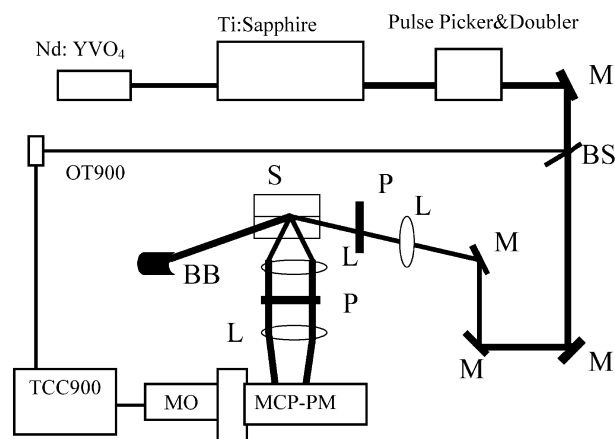 Ti:Sapphire
Pulse Picker&Doubler
Nd: YVO₄
M
BS
OT900
S
P
L
M
BB
L
P
L
M
M
TCC900
MO
MCP-PM